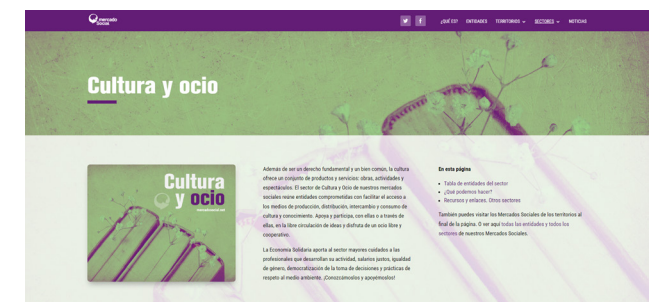 mercado
social
¿QUÉ ES?
ENTIDADES
TERRITORIOS
SECTORES
NOTICIAS
Cultura y ocio
Cultura
y ocio
mercadosocial.net
Además de ser un derecho fundamental y un bien común, la cultura
ofrece un conjunto de productos y servicios: obras, actividades y
espectáculos. El sector de Cultura y Ocio de nuestros mercados
sociales reúne entidades comprometidas con facilitar el acceso a
los medios de producción, distribución, intercambio y consumo de
cultura y conocimiento. Apoya y participa, con ellas o a través de
ellas, en la libre circulación de ideas y disfruta de un ocio libre y
cooperativo.
La Economía Solidaria aporta al sector mayores cuidados a las
profesionales que desarrollan su actividad, salarios justos, igualdad
de género, democratización de la toma de decisiones y prácticas de
respeto al medio ambiente. ¡Conozcámoslos y apoyémoslos!
En esta página
Tabla de entidades del sector
¿Qué podemos hacer?
Recursos y enlaces. Otros sectores
También puedes visitar los Mercados Sociales de los territorios al
final de la página. O ver aquí todas las entidades y todos los
sectores de nuestros Mercados Sociales.